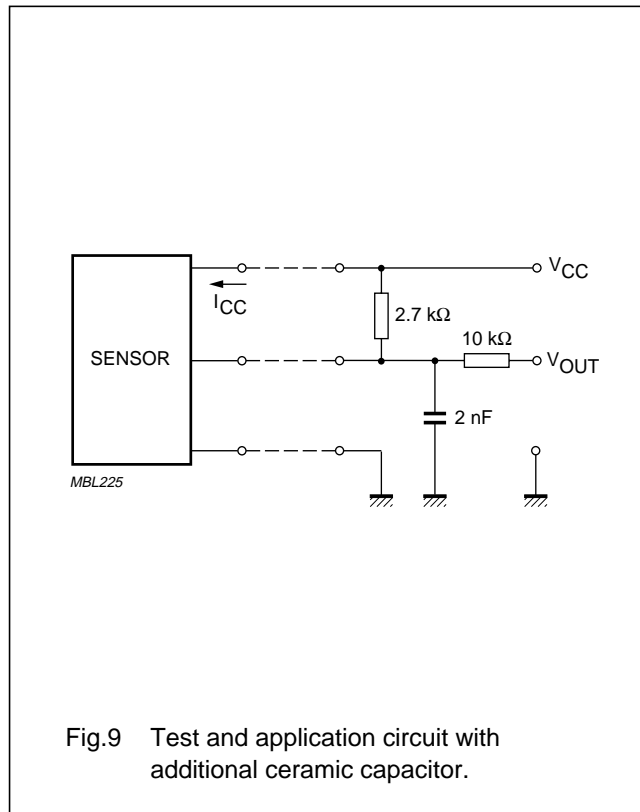 V_CC
I_CC
2.7 kΩ
10 kΩ
SENSOR
V_OUT
2 nF
MBL225
Fig.9 Test and application circuit with
additional ceramic capacitor.